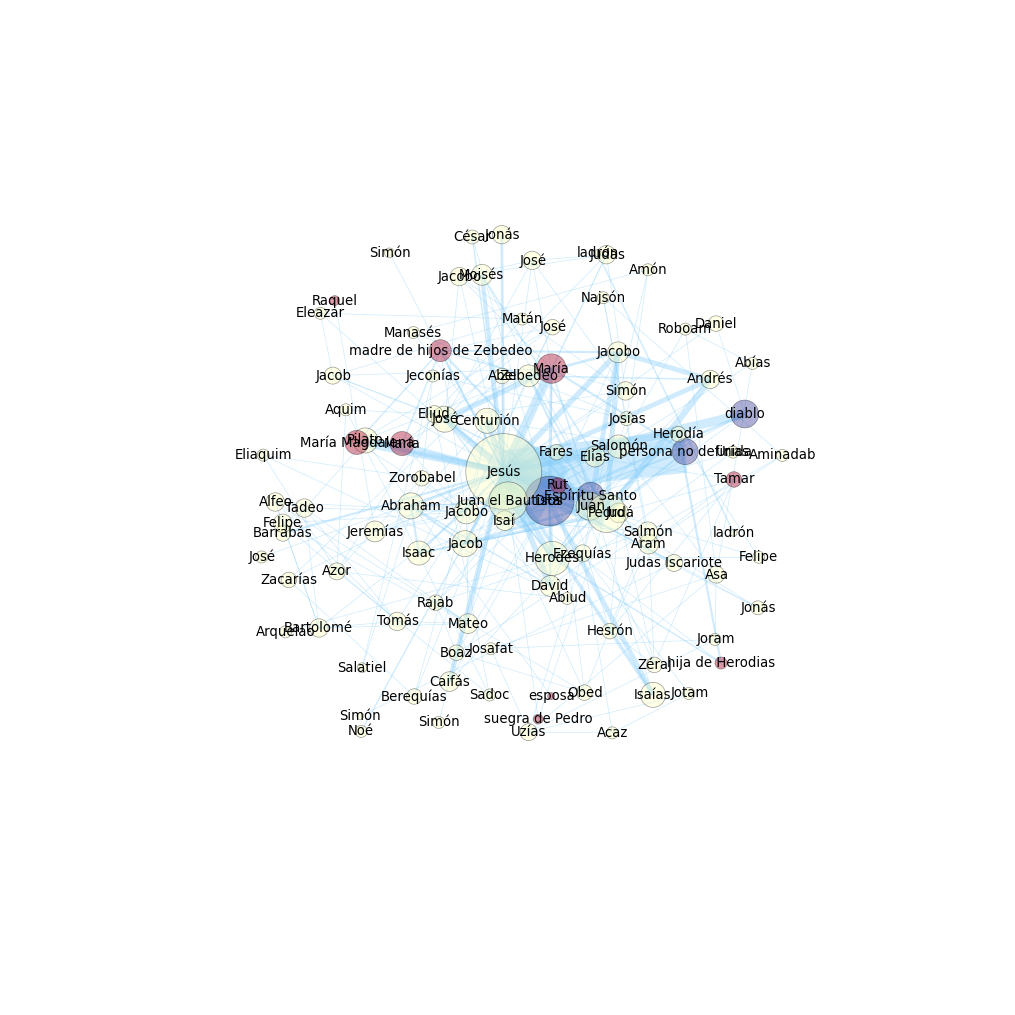 César
Jonás
Simón
ladrón
Judas
José
Jacobo
Moisés
Amón
Raquel
Najsón
Eleazar
Matán
José
Roboam
Daniel
Manasés
madre de hijos de Zebedeo
Jacobo
María
Abías
Jacob
Jeconías
Abel
Zebedeo
Andrés
Simón
Aquim
Eliud
José
Centurión
Josías
diablo
Herodía
María Magdalena
Pilato
María
Salomón
Fares
Elías
persona no definida
Urías
Aminadab
Eliaquim
Jesús
Zorobabel
Rut
Tamar
Espíritu Santo
Alfeo
Tadeo
Abraham
Juan el Bautista
Dios
Juan
Jacobo
Pedro
Judá
Isaí
Felipe
Barrabás
Jeremías
Salmón
ladrón
Jacob
Aram
Isaac
José
Herodes
Ezequías
Judas Iscariote
Felipe
Azor
Asa
Zacarías
David
Abiud
Rajab
Jonás
Tomás
Mateo
Arquelao
Bartolomé
Hesrón
Joram
Boaz
Josafat
Salatiel
Zéraj
hija de Herodias
Caifás
Berequías
Sadoc
esposa
Obed
Isaías
Jotam
Simón
Simón
suegra de Pedro
Noé
Uzías
Acaz